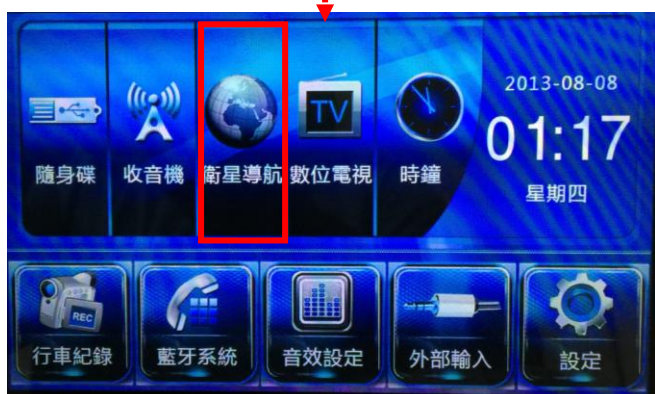 2013-08-08
01:17
星期四
TV
隨身碟 收音機 衛星導航 數位電視 時鐘
REC
行車紀錄 藍牙系統 音效設定 外部輸入 設定